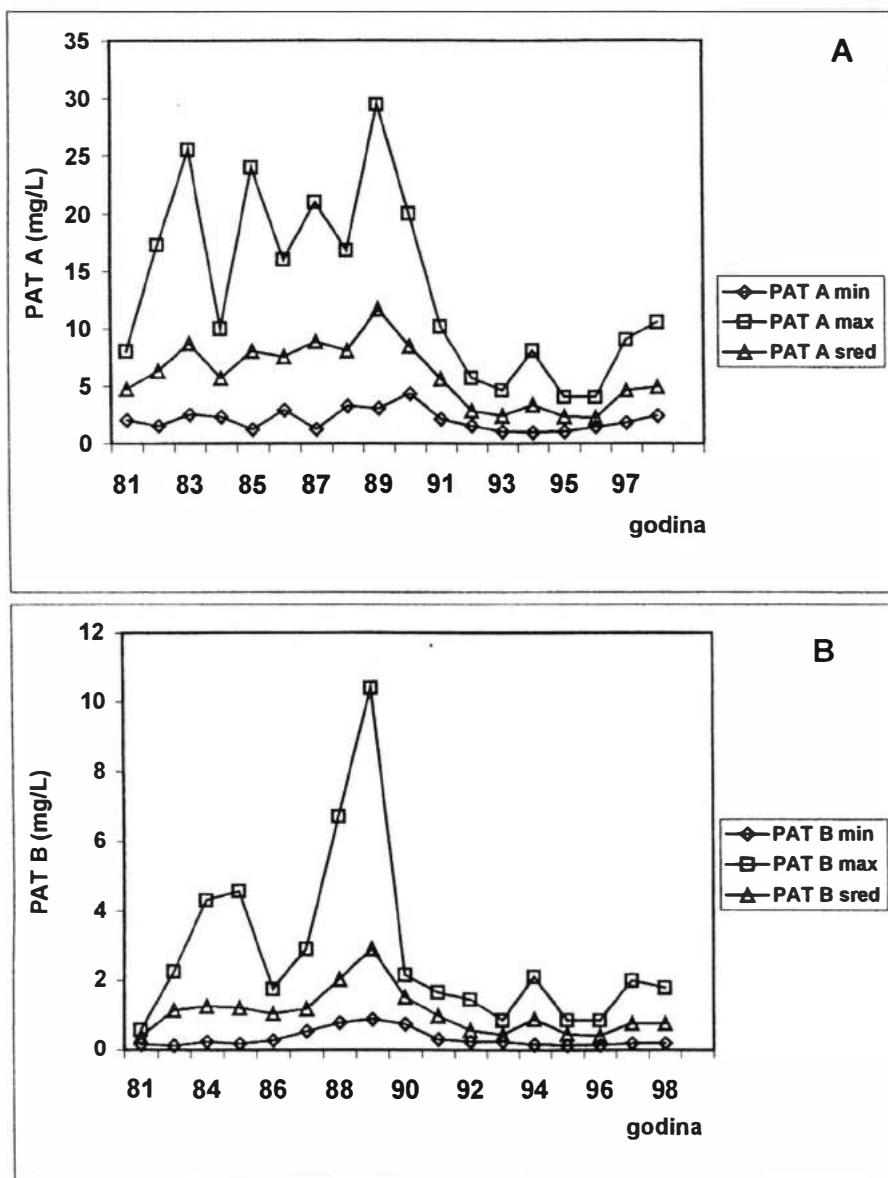 A
35
30
25
20
15
10
5
0
PAT A (mg/L)
81 83 85 87 89 91 93 95 97
godina
PAT A min
PAT A max
PAT A sred
B
12
10
8
6
4
2
0
PAT B (mg/L)
81 84 86 88 90 92 94 96 98
godina
PAT B min
PAT B max
PAT B sred